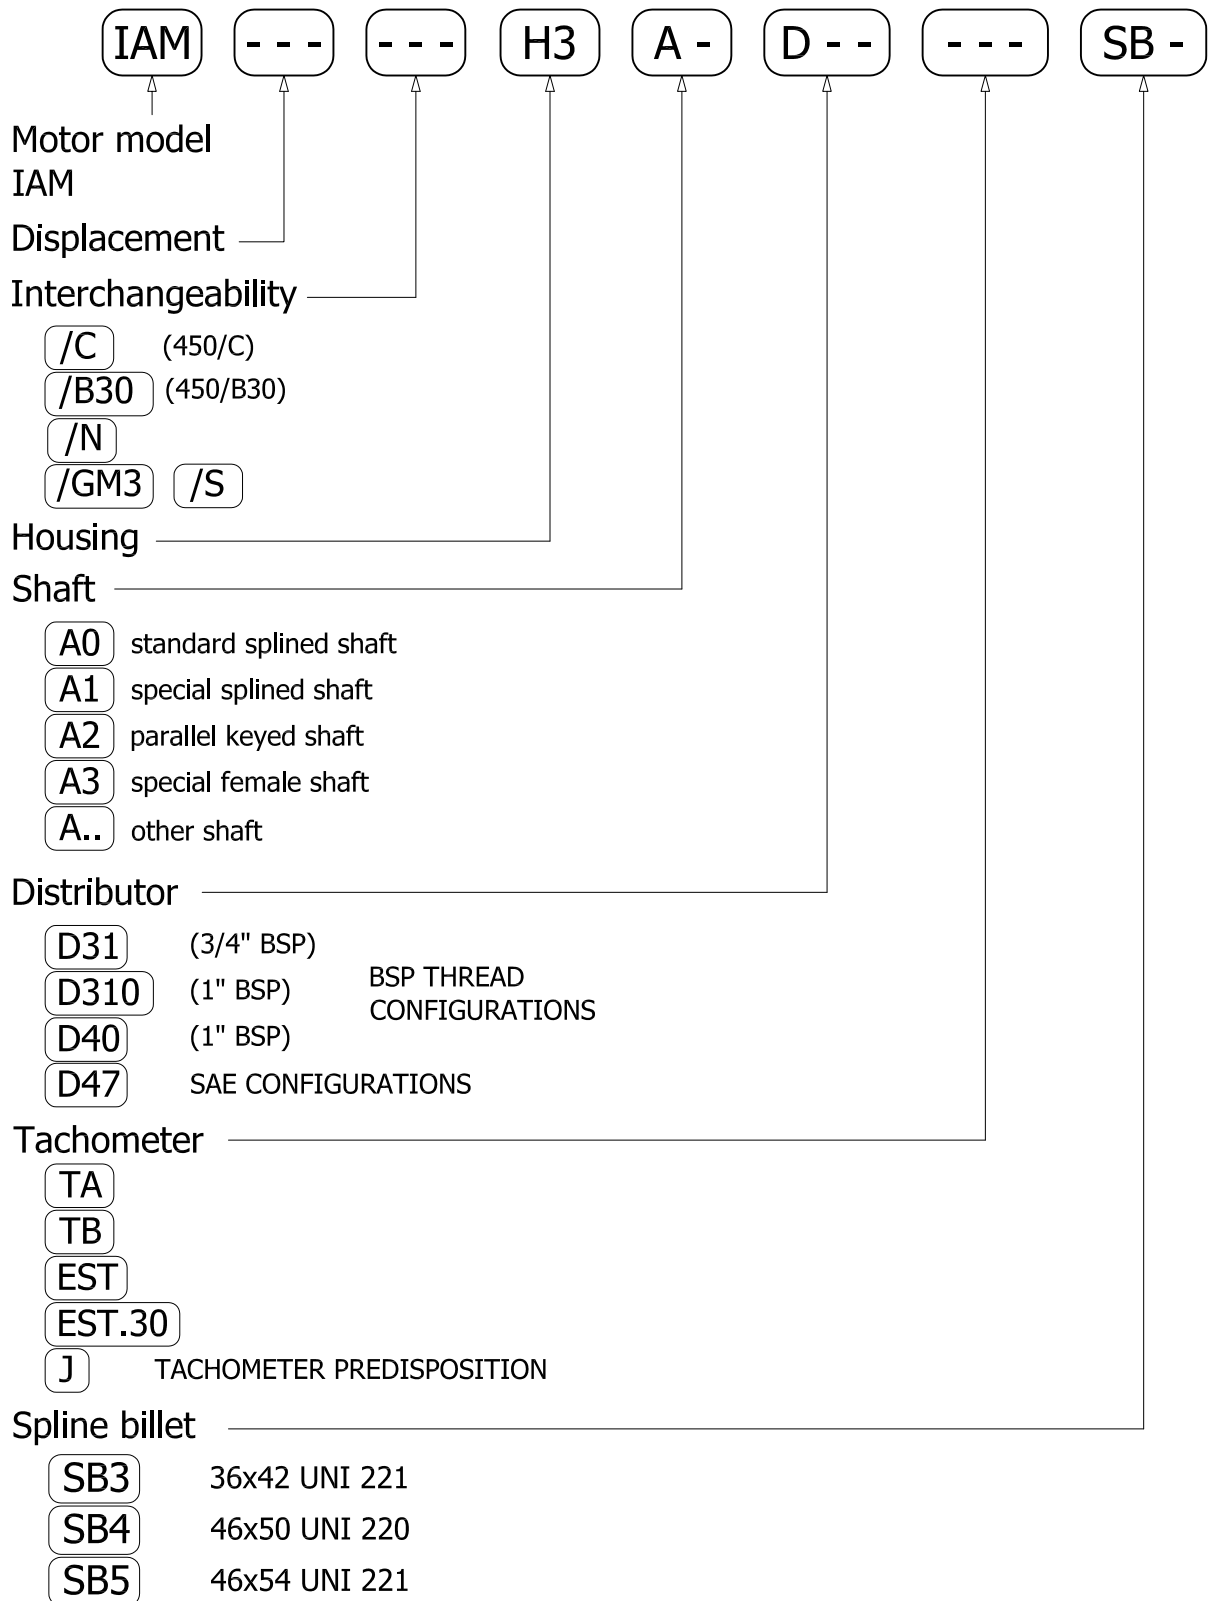 IAM --- --- H3 A - D -- --- SB -
Motor model
IAM
Displacement
Interchangeability
/C (450/C)
/B30 (450/B30)
/N
/GM3 /S
Housing
Shaft
A0 standard splined shaft
A1 special splined shaft
A2 parallel keyed shaft
A3 special female shaft
A.. other shaft
Distributor
D31 (3/4" BSP)
D310 (1" BSP)
BSP THREAD
CONFIGURATIONS
D40 (1" BSP)
D47 SAE CONFIGURATIONS
Tachometer
TA
TB
EST
EST.30
J TACHOMETER PREDISPOSITION
Spline billet
SB3 36x42 UNI 221
SB4 46x50 UNI 220
SB5 46x54 UNI 221